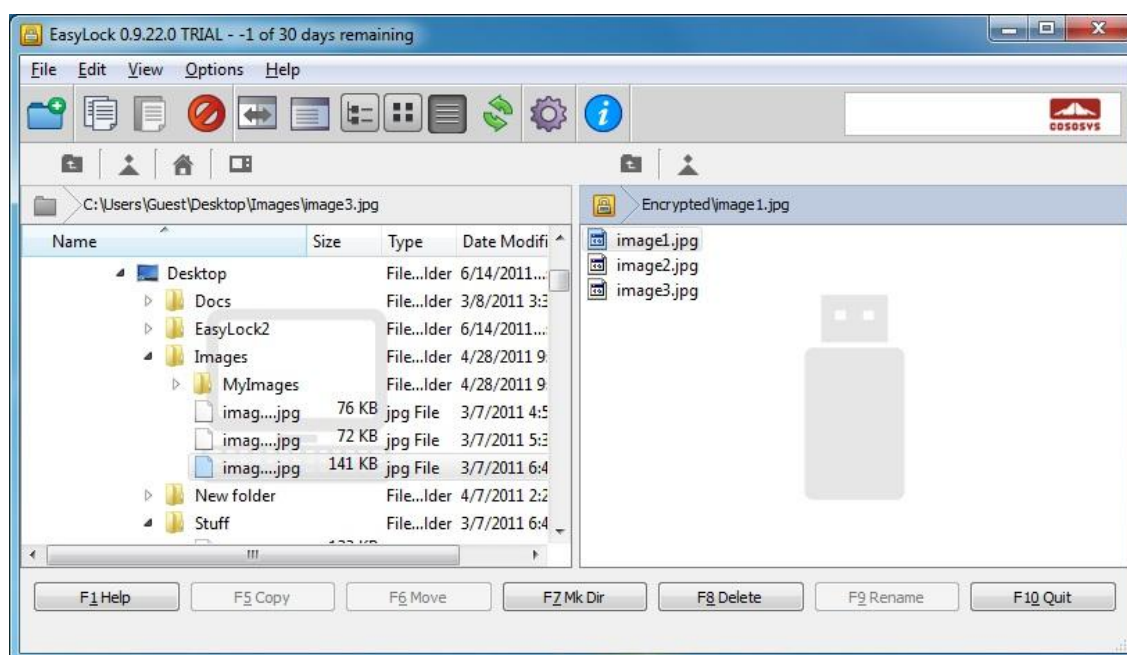 EasyLock 0.9.22.0 TRIAL - -1 of 30 days remaining
File Edit View Options Help
COSOSYS
C:\Users\Guest\Desktop\Images\image3.jpg
Encrypted\image1.jpg
Name Size Type Date Modifi
image1.jpg
image2.jpg
image3.jpg
Desktop File...lder 6/14/2011...
Docs File...lder 3/8/2011 3:3
EasyLock2 File...lder 6/14/2011...
Images File...lder 4/28/2011 9
MyImages File...lder 4/28/2011 9
imag....jpg 76 KB jpg File 3/7/2011 4:5
imag....jpg 72 KB jpg File 3/7/2011 5:3
imag....jpg 141 KB jpg File 3/7/2011 6:4
New folder File...lder 4/7/2011 2:2
Stuff File...lder 3/7/2011 6:4
F1 Help F5 Copy F6 Move F7 Mk Dir F8 Delete F9 Rename F10 Quit